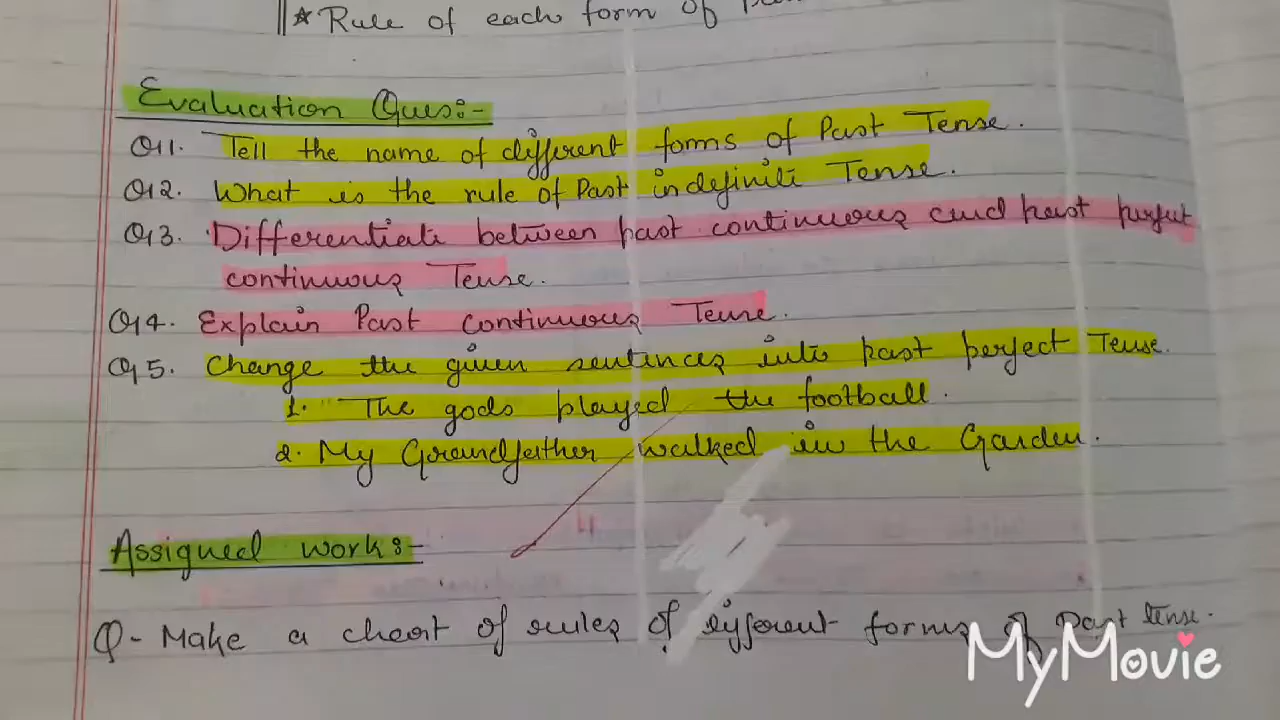 * Rule of each form of
Evaluation Ques:-
Q1. Tell the name of different forms of Past Tense.
Q2. What is the rule of Past indefinite Tense.
Q3. Differentiate between past continuous and past perfect
continuous Tense.
Q4. Explain Past continuous Tense.
Q5. Change the given sentences into past perfect Tense.
1. The gods played the football.
2. My Grandfather walked in the Garden.
Assigned works:-
Q- Make a chart of rules of different forms of Past tense.
MyMovie